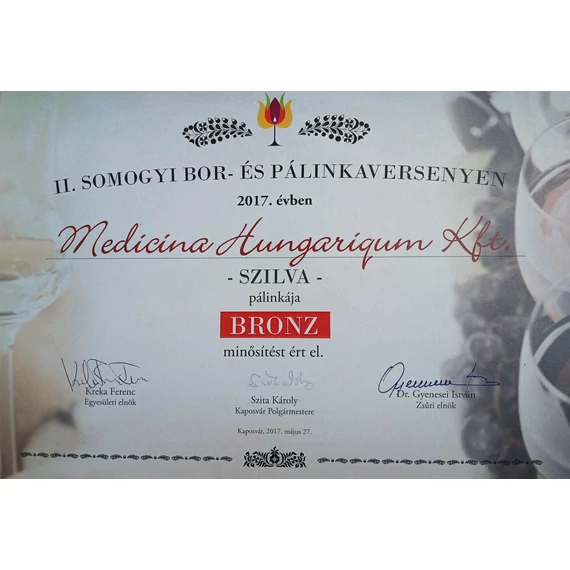 II. SOMOGYI BOR- ÉS PÁLINKAVERSENYEN
2017. évben
Medicina Hungariqum Kft.
- SZILVA -
pálinkája
BRONZ
minősítést ért el.
Kreka Ferenc
Egyesületi elnök
Szita Károly
Kaposvár Polgármestere
Dr. Gyenesei István
Zsűri elnök
Kaposvár, 2017. május 27.